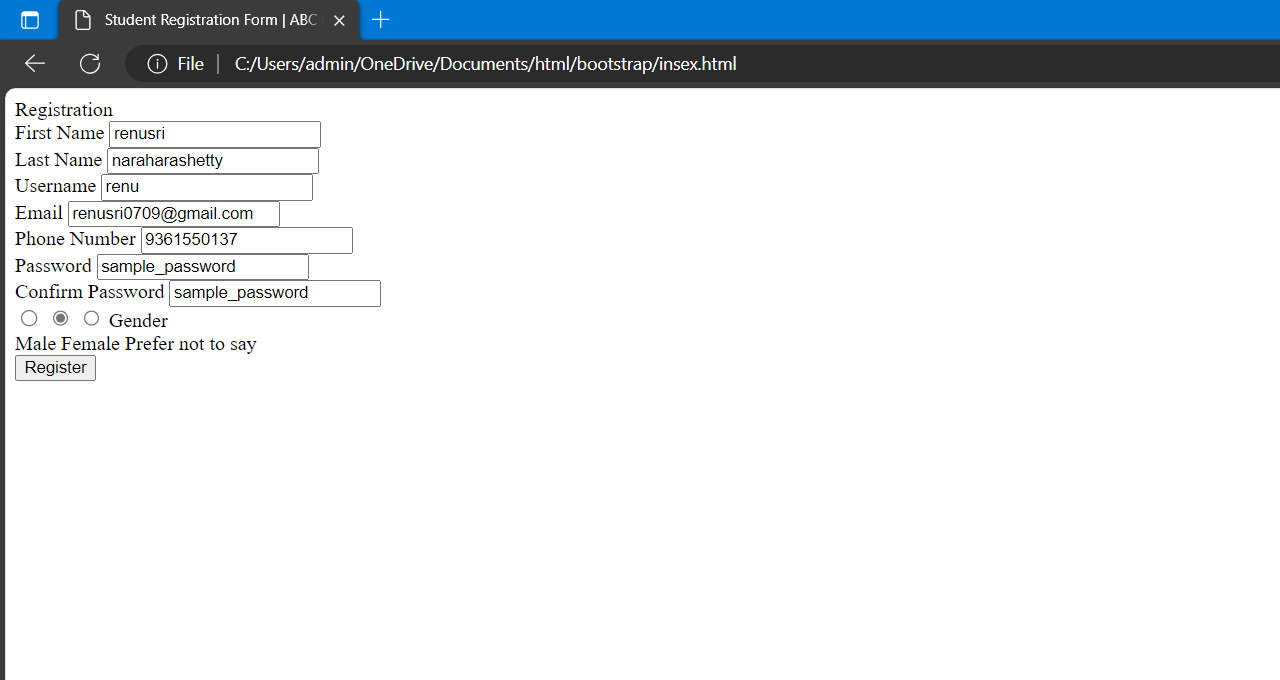 Student Registration Form | ABC
File C:/Users/admin/OneDrive/Documents/html/bootstrap/insex.html
Registration
First Name renusri
Last Name naraharashetty
Username renu
Email renusri0709@gmail.com
Phone Number 9361550137
Password sample_password
Confirm Password sample_password
Gender
Male Female Prefer not to say
Register